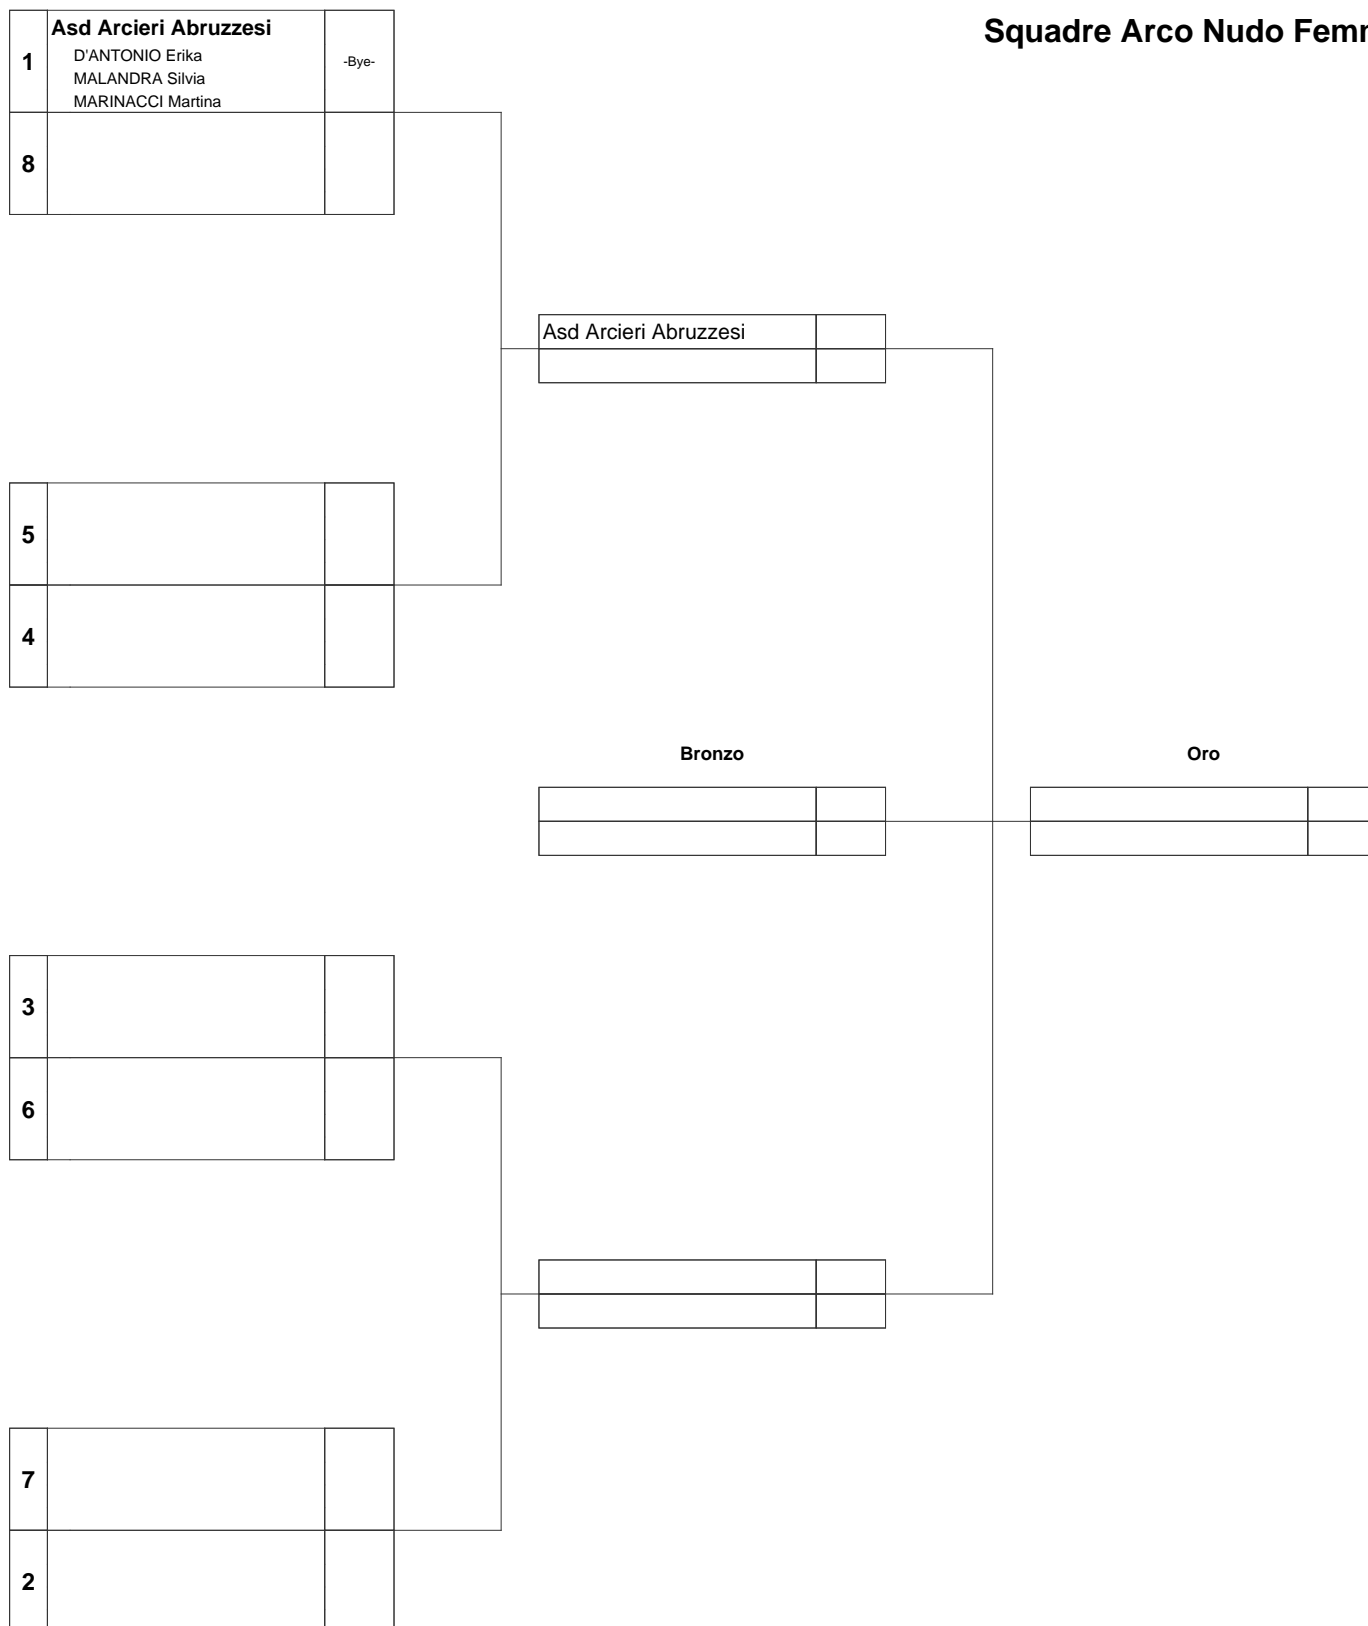 Squadre Arco Nudo
1
Asd Arcieri Abruzzesi
D'ANTONIO Erika
MALANDRA Silvia
MARINACCI Martina
-Bye-
8
Asd Arcieri Abruzzesi
5
4
Bronzo
Oro
3
6
7
2